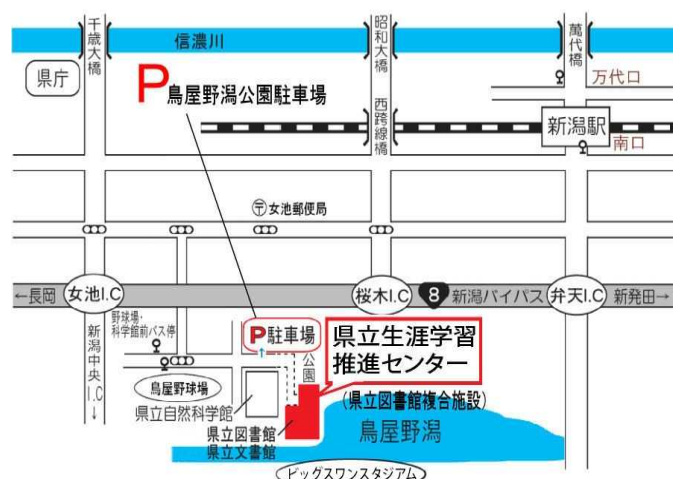 千歳大橋
信濃川
昭和大橋
萬代橋
県庁
P鳥屋野潟公園駐車場
万代口
西跨線橋
新潟駅
南口
〒女池郵便局
←長岡
女池I.C
桜木I.C
8
新潟バイパス
弁天I.C
新発田→
野球場・
科学館前バス停
新潟中央I.C→
P駐車場
公園
県立生涯学習
推進センター
鳥屋野球場
県立自然科学館
(県立図書館複合施設)
県立図書館
県立文書館
鳥屋野潟
ビッグスワンスタジアム